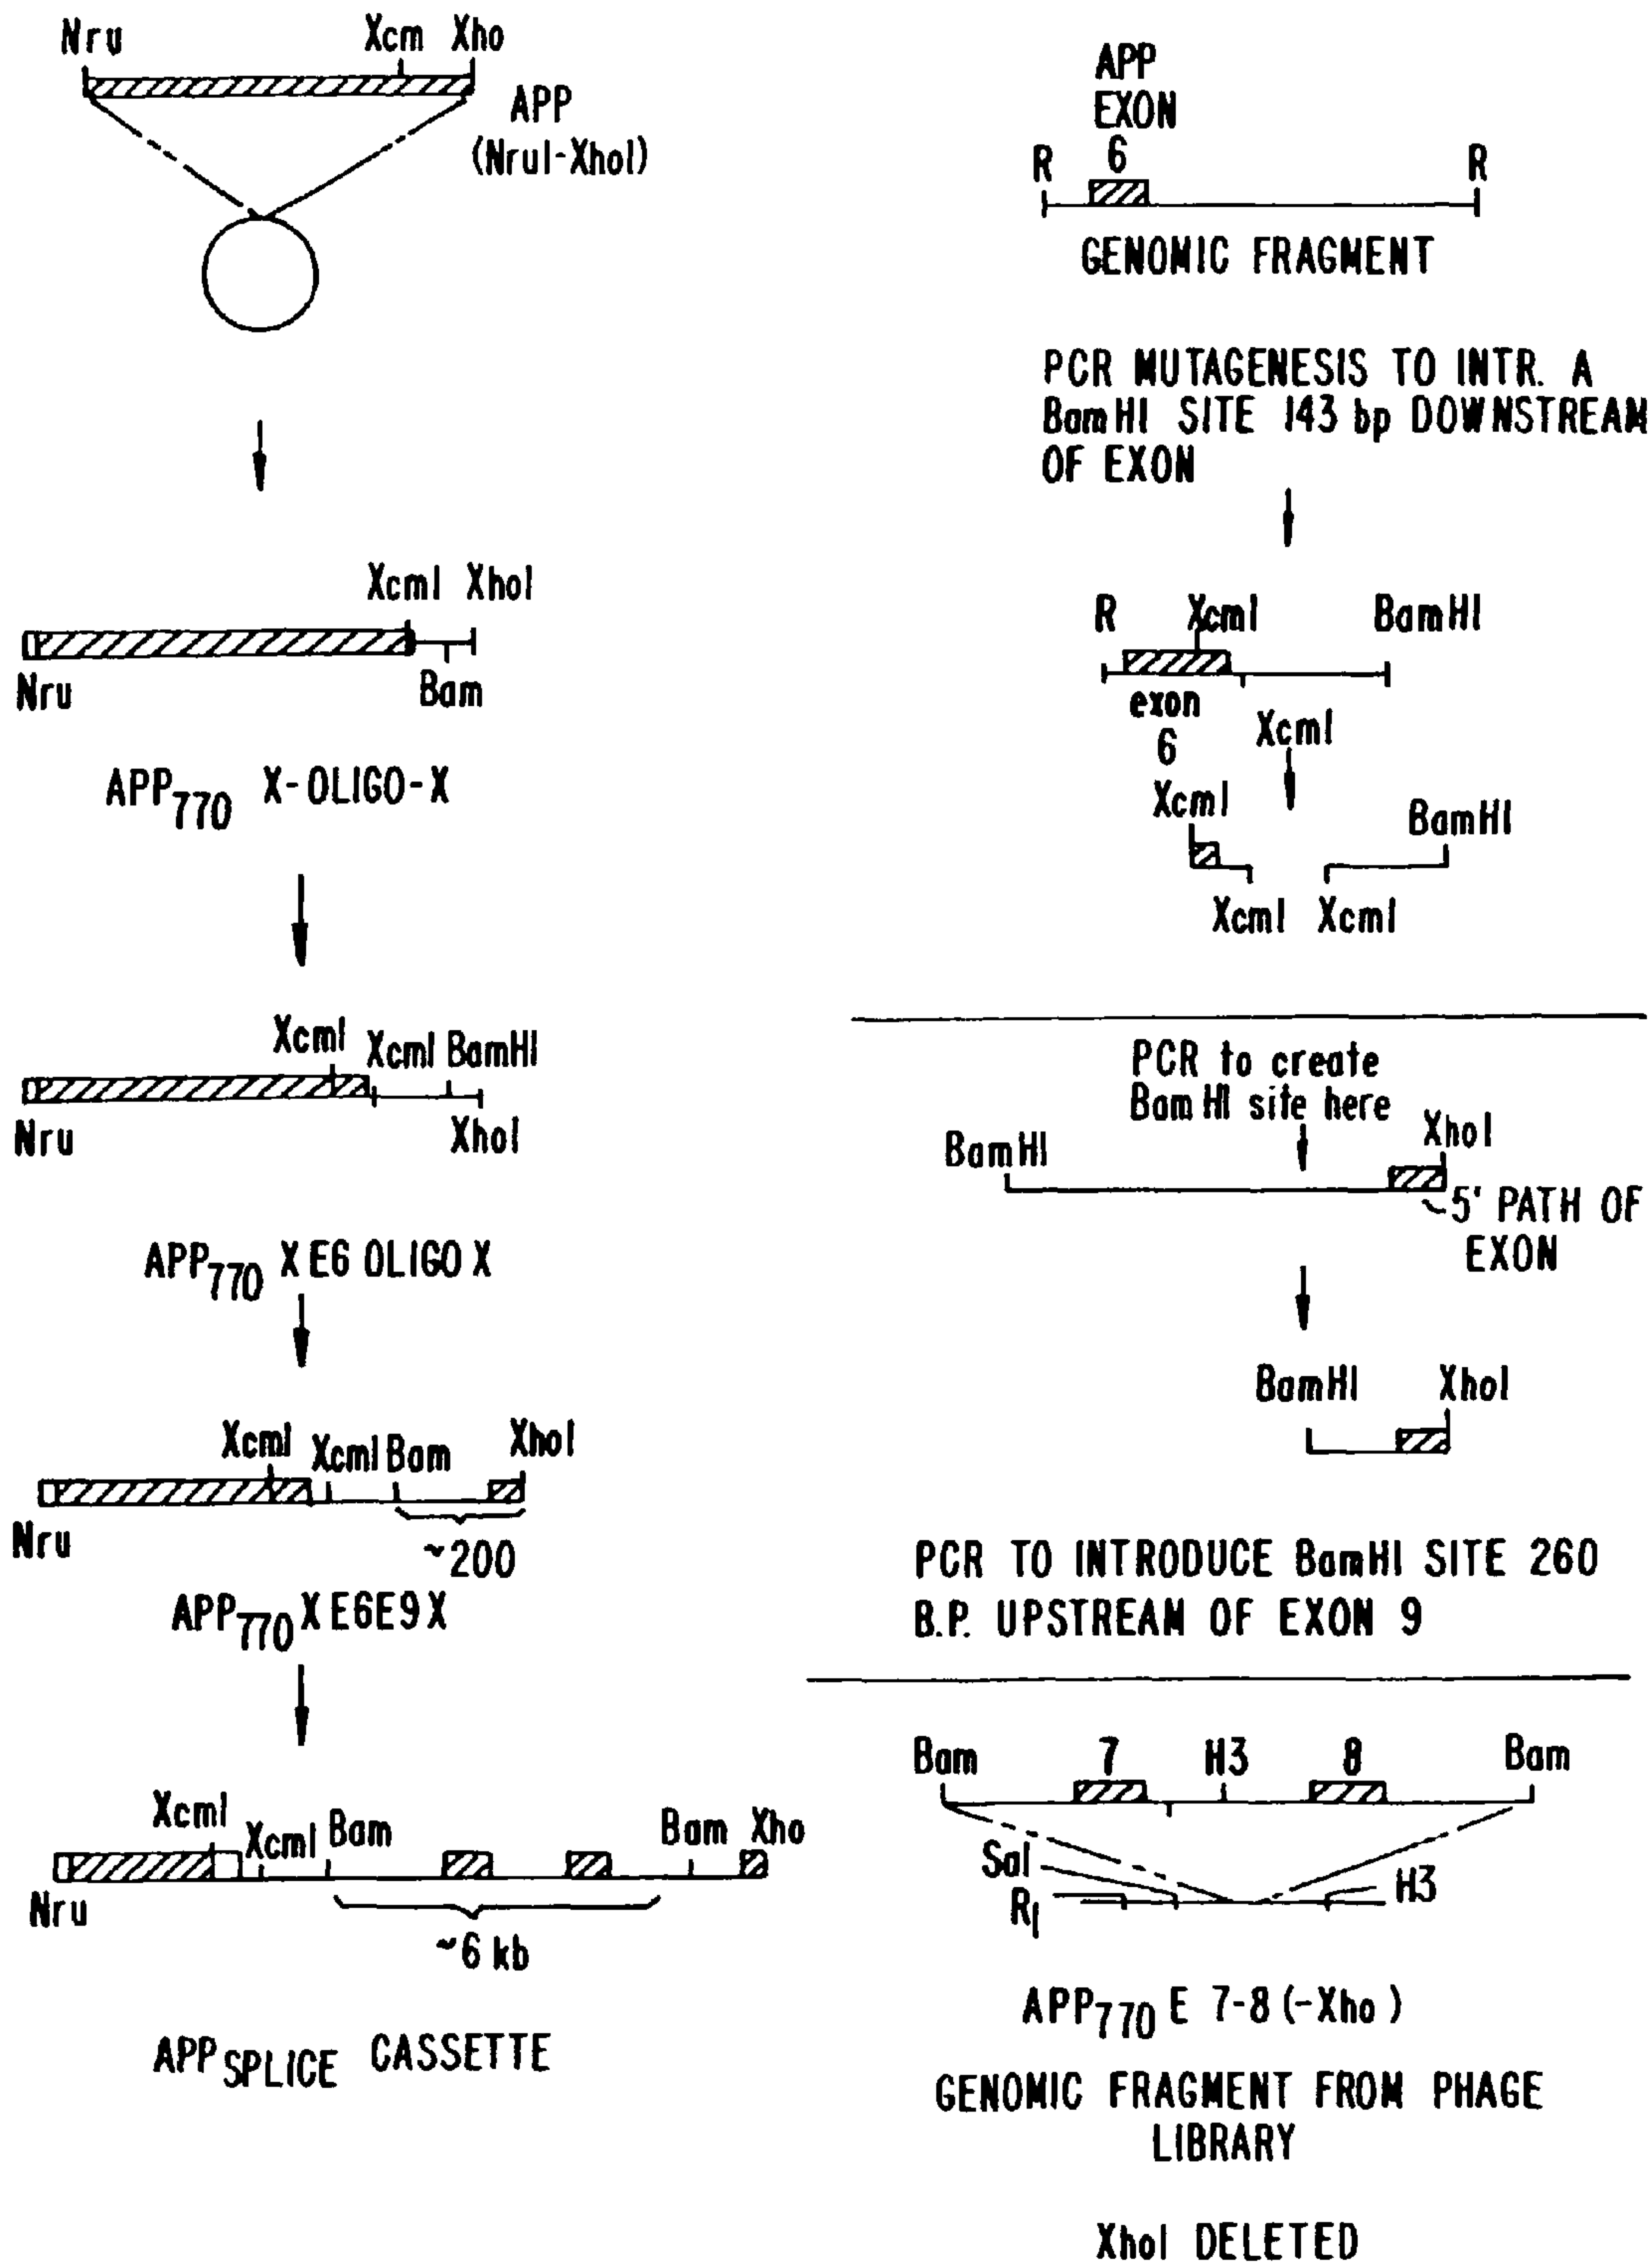 Nru Xcm Xho
APP
(NruI-XhoI)
XcmI XhoI
Nru Bam
APP770 X-OLIGO-X
XcmI XcmI BamHI
Nru XhoI
APP770 X E6 OLIGO X
XcmI XcmI Bam XhoI
Nru
~200
APP770 X E6E9 X
XcmI XcmI Bam Bam Xho
Nru
~6 kb
APP SPLICE CASSETTE
APP
EXON
6
R R
GENOMIC FRAGMENT
PCR MUTAGENESIS TO INTR. A
BamHI SITE 143 bp DOWNSTREAM
OF EXON
R XcmI BamHI
exon
6
XcmI
XcmI
BamHI
XcmI XcmI
PCR to create
BamHI site here
BamHI
XhoI
5' PATH OF
EXON
BamHI XhoI
PCR TO INTRODUCE BamHI SITE 260
B.P. UPSTREAM OF EXON 9
Bam 7 H3 8 Bam
Sal
H3
RI
APP770 E 7-8 (-Xho)
GENOMIC FRAGMENT FROM PHAGE
LIBRARY
XhoI DELETED